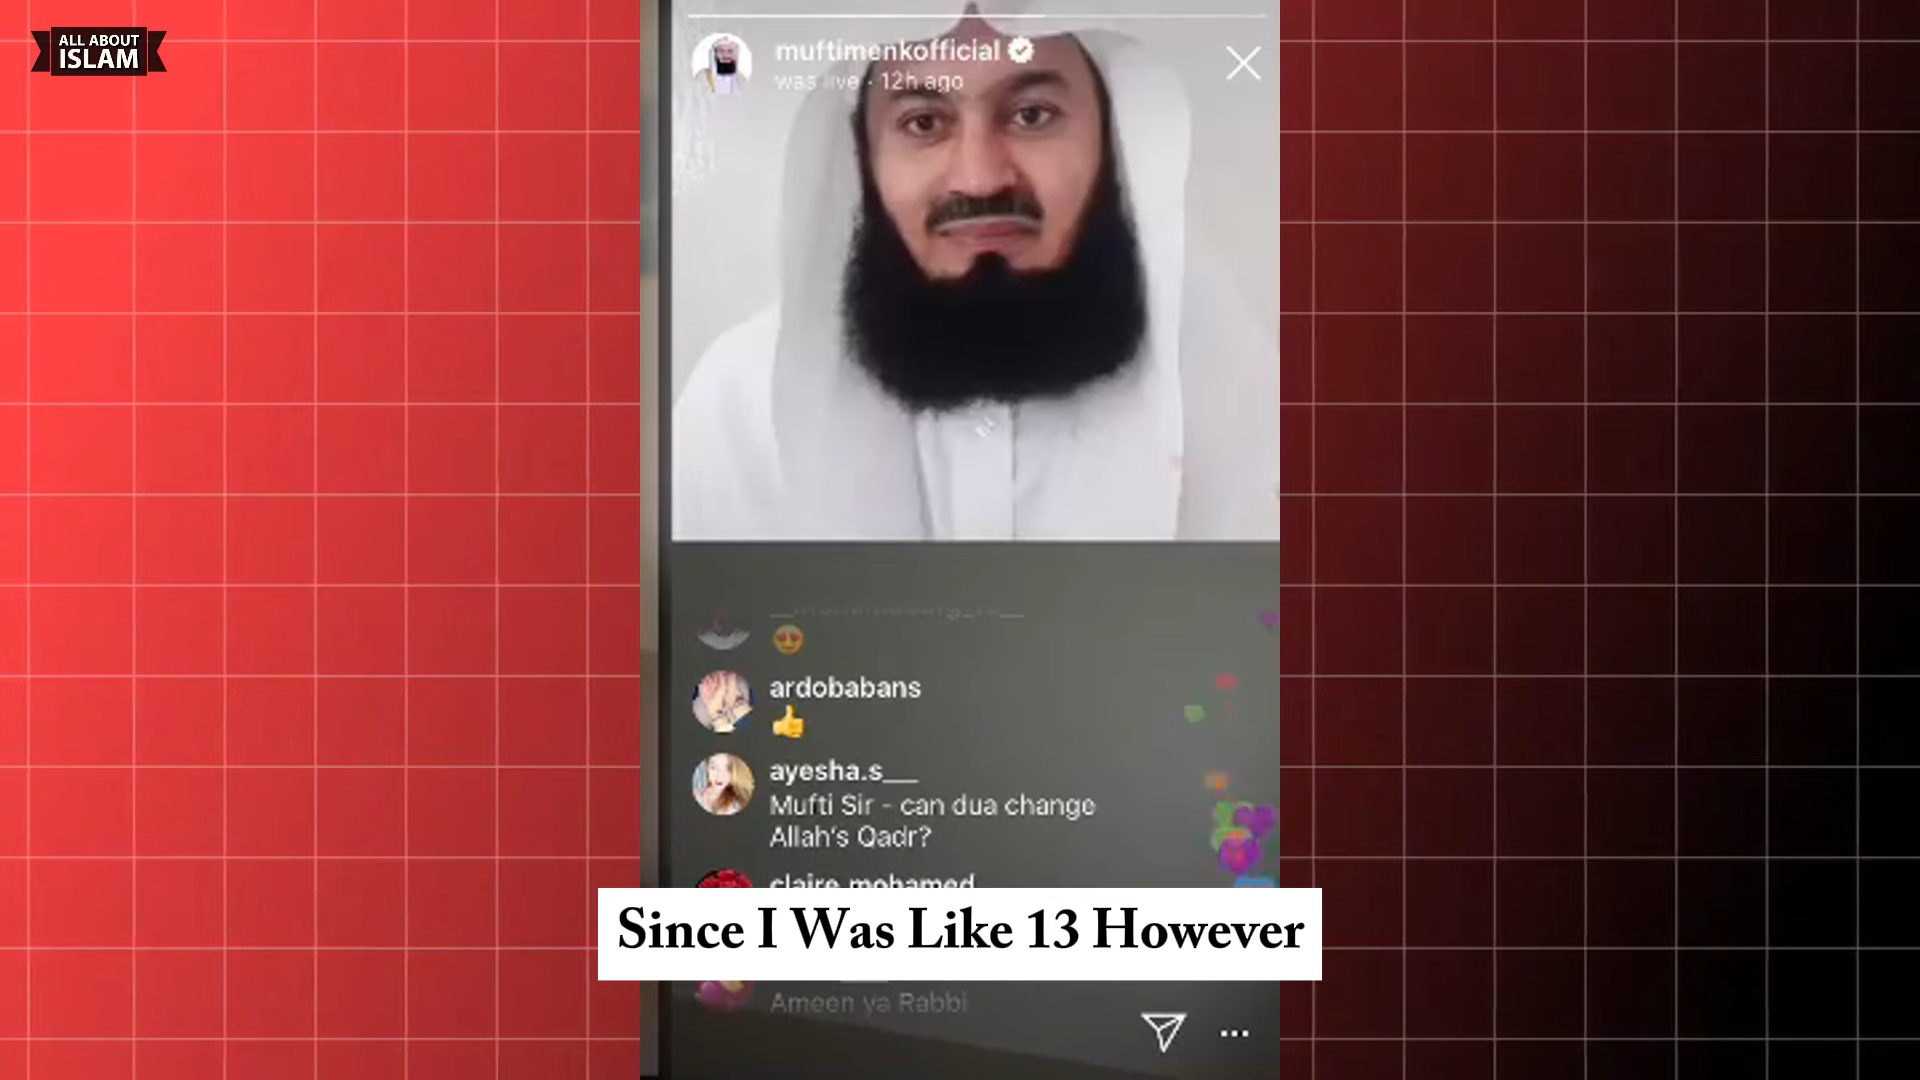 ALL ABOUT
ISLAM
muftimenkofficial
was live · 12h ago
ardobabans
ayesha.s__
Mufti Sir - can dua change
Allah's Qadr?
claire.mohamed
Since I Was Like 13 However
Ameen ya Rabbi